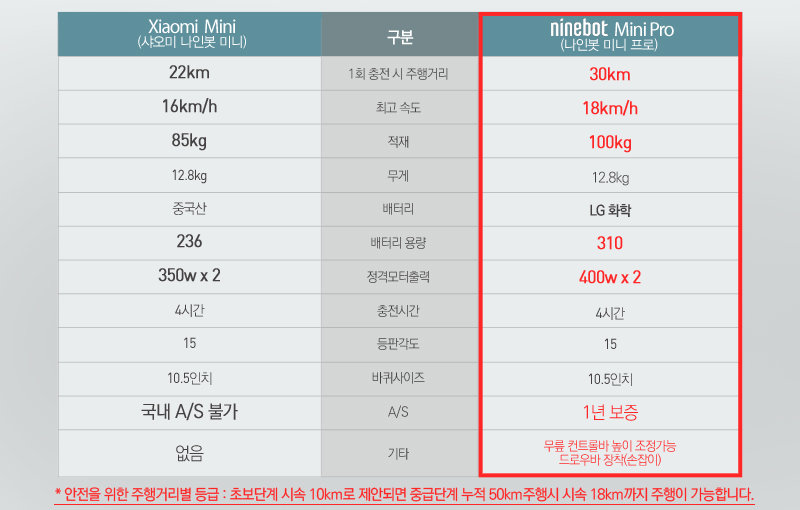 Xiaomi Mini 구분 ninebot Mini Pro
(샤오미 나인봇 미니) (나인봇 미니 프로)
22km 1회 충전 시 주행거리 30km
16km/h 최고 속도 18km/h
85kg 적재 100kg
12.8kg 무게 12.8kg
중국산 배터리 LG 화학
236 배터리 용량 310
350w x 2 정격모터출력 400w x 2
4시간 충전시간 4시간
15 등판각도 15
10.5인치 바퀴사이즈 10.5인치
국내 A/S 불가 A/S 1년 보증
없음 기타 무릎 컨트롤바 높이 조정가능
드로우바 장착(손잡이)
* 안전을 위한 주행거리별 등급 : 초보단계 시속 10km로 제안되면 중급단계 누적 50km주행시 시속 18km까지 주행이 가능합니다.